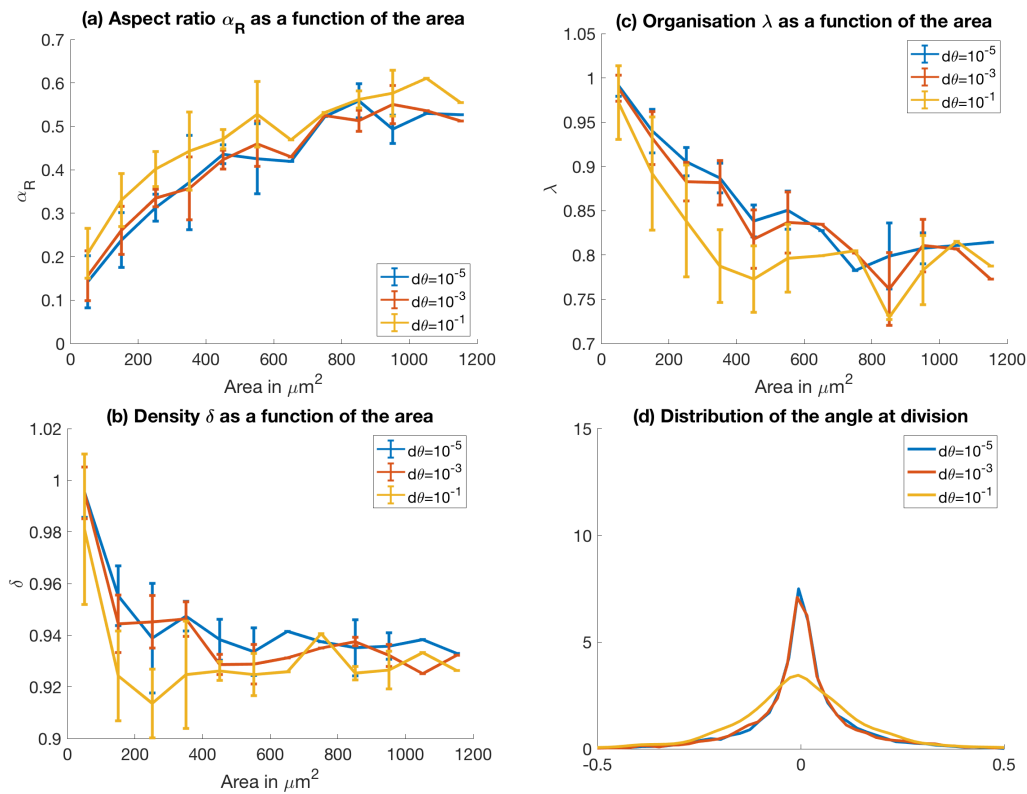 (a) Aspect ratio α_R as a function of the area
0.7
0.6
0.5
0.4
0.3
0.2
0.1
0
α_R
dθ=10^-5
dθ=10^-3
dθ=10^-1
0 200 400 600 800 1000 1200
Area in μm^2
(c) Organisation λ as a function of the area
1.05
1
0.95
0.9
0.85
0.8
0.75
0.7
λ
dθ=10^-5
dθ=10^-3
dθ=10^-1
0 200 400 600 800 1000 1200
Area in μm^2
(b) Density δ as a function of the area
1.02
1
0.98
0.96
0.94
0.92
0.9
δ
dθ=10^-5
dθ=10^-3
dθ=10^-1
0 200 400 600 800 1000 1200
Area in μm^2
(d) Distribution of the angle at division
15
10
5
0
dθ=10^-5
dθ=10^-3
dθ=10^-1
-0.5 0 0.5